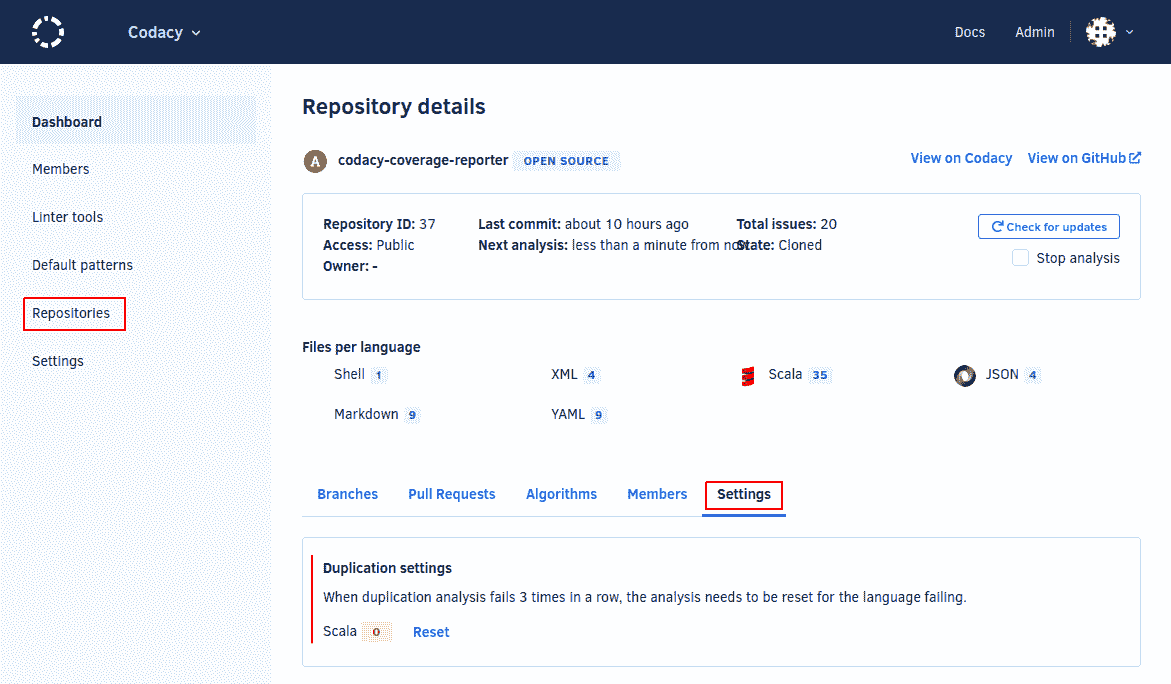 Codacy
Docs
Admin
Dashboard
Members
Linter tools
Default patterns
Repositories
Settings
Repository details
A codacy-coverage-reporter OPEN SOURCE
View on Codacy View on GitHub
Repository ID: 37 Last commit: about 10 hours ago Total issues: 20
Check for updates
Access: Public Next analysis: less than a minute from now State: Cloned
Stop analysis
Owner: -
Files per language
Shell 1 XML 4 Scala 35 JSON 4
Markdown 9 YAML 9
Branches Pull Requests Algorithms Members Settings
Duplication settings
When duplication analysis fails 3 times in a row, the analysis needs to be reset for the language failing.
Scala 0 Reset